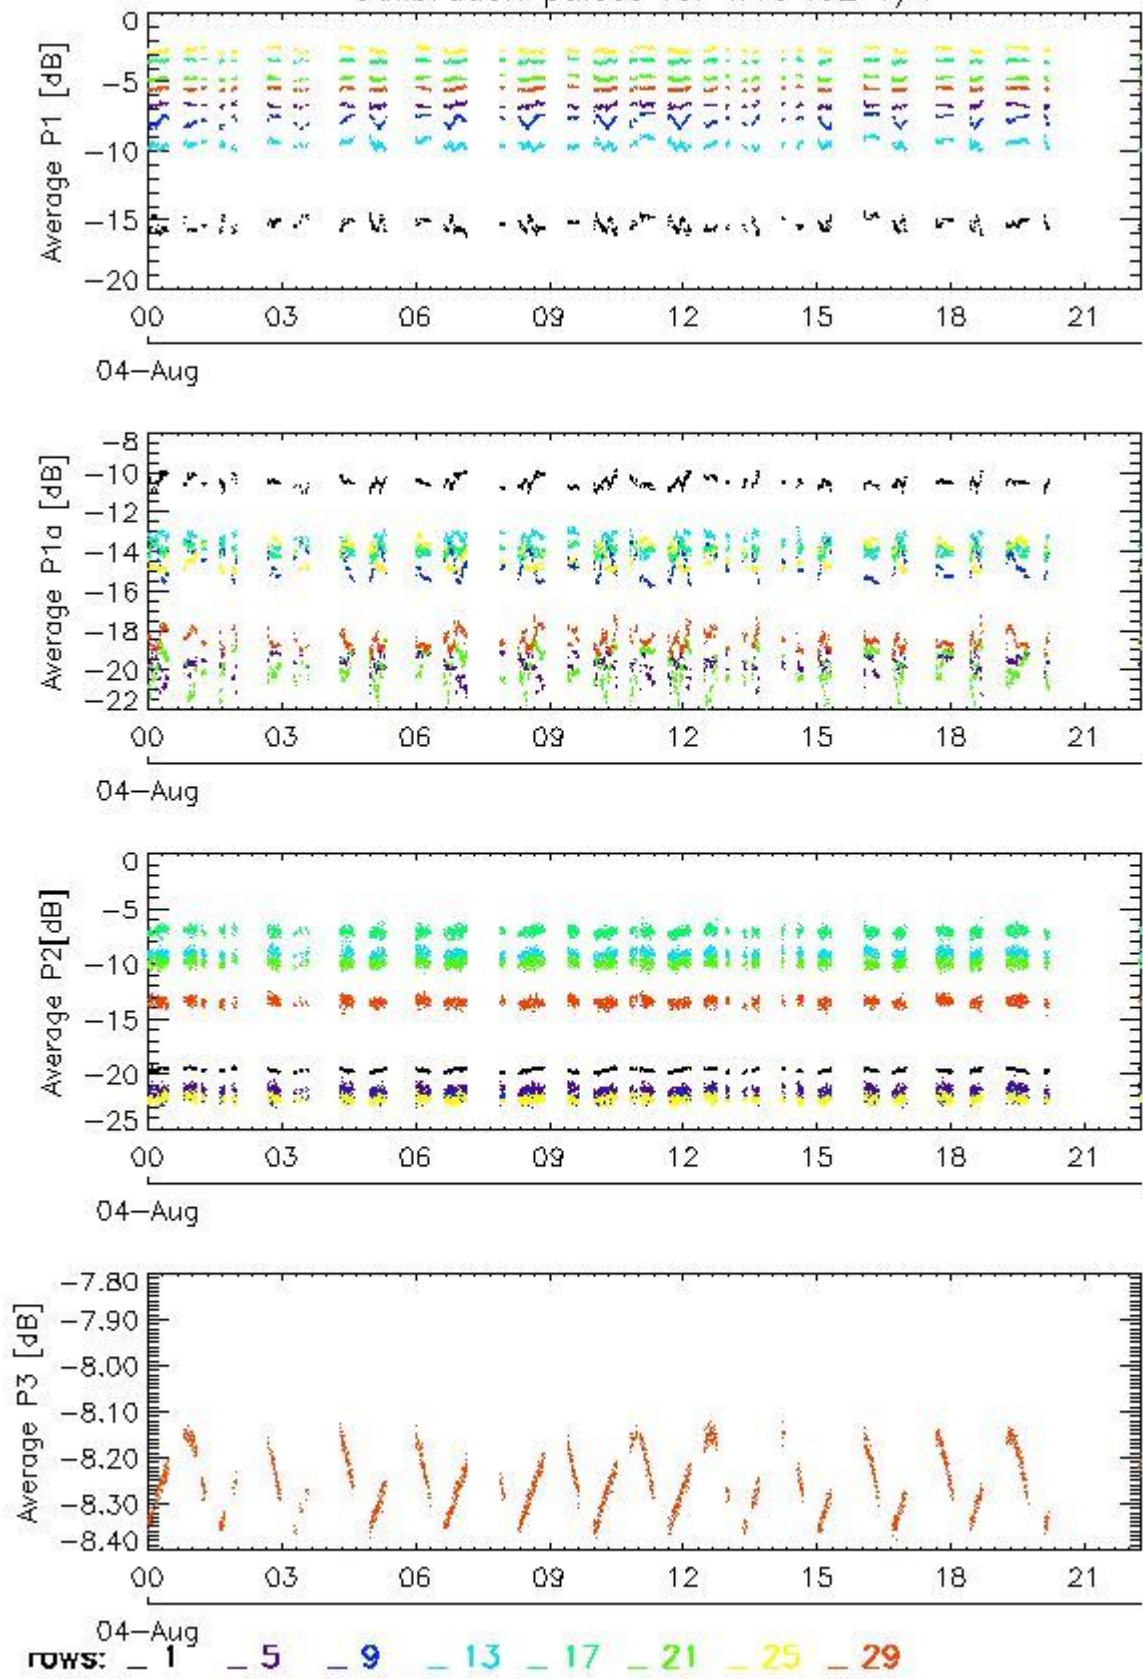 Average P1 [dB]
0
−5
−10
−15
−20
00 03 06 09 12 15 18 21
04−Aug
Average P1a [dB]
−8
−10
−12
−14
−16
−18
−20
−22
00 03 06 09 12 15 18 21
04−Aug
Average P2[dB]
0
−5
−10
−15
−20
−25
00 03 06 09 12 15 18 21
04−Aug
Average P3 [dB]
−7.80
−7.90
−8.00
−8.10
−8.20
−8.30
−8.40
00 03 06 09 12 15 18 21
04−Aug
rows: _ 1 _ 5 _ 9 _ 13 _ 17 _ 21 _ 25 _ 29